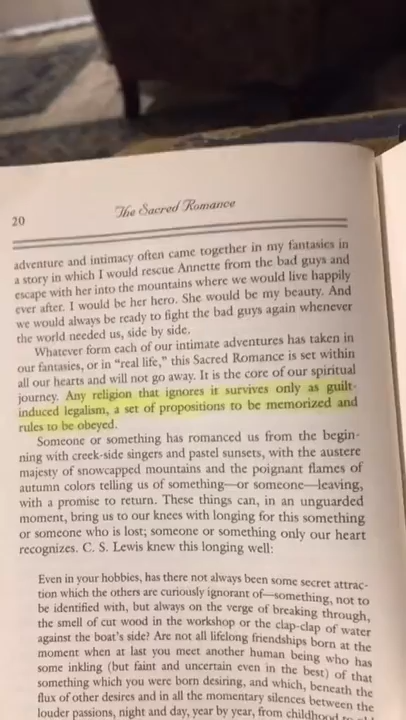 20
The Sacred Romance
adventure and intimacy often came together in my fantasies in
a story in which I would rescue Annette from the bad guys and
escape with her into the mountains where we would live happily
ever after. I would be her hero. She would be my beauty. And
we would always be ready to fight the bad guys again whenever
the world needed us, side by side.
Whatever form each of our intimate adventures has taken in
our fantasies, or in “real life,” this Sacred Romance is set within
all our hearts and will not go away. It is the core of our spiritual
journey. Any religion that ignores it survives only as guilt-
induced legalism, a set of propositions to be memorized and
rules to be obeyed.
Someone or something has romanced us from the begin-
ning with creek-side singers and pastel sunsets, with the austere
majesty of snowcapped mountains and the poignant flames of
autumn colors telling us of something—or someone—leaving,
with a promise to return. These things can, in an unguarded
moment, bring us to our knees with longing for this something
or someone who is lost; someone or something only our heart
recognizes. C. S. Lewis knew this longing well:
Even in your hobbies, has there not always been some secret attrac-
tion which the others are curiously ignorant of—something, not to
be identified with, but always on the verge of breaking through,
the smell of cut wood in the workshop or the clap-clap of water
against the boat's side? Are not all lifelong friendships born at the
moment when at last you meet another human being who has
some inkling (but faint and uncertain even in the best) of that
something which you were born desiring, and which, beneath the
flux of other desires and in all the momentary silences between the
louder passions, night and day, year by year, from childhood